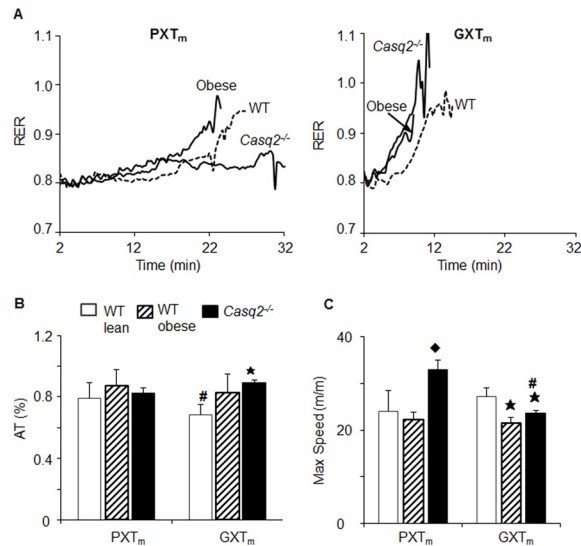 A
PXTm
GXTm
1.1
1.0
0.9
0.8
0.7
RER
Obese
WT
Casq2-/-
2
12
22
32
Time (min)
1.1
1.0
0.9
0.8
0.7
RER
Casq2-/-
Obese
WT
2
12
22
32
Time (min)
B
WT lean
WT obese
Casq2-/-
1.2
0.8
0.4
0
AT (%)
#
★
PXTm
GXTm
C
60
40
20
0
Max Speed (m/m)
◆
★
#
★
PXTm
GXTm